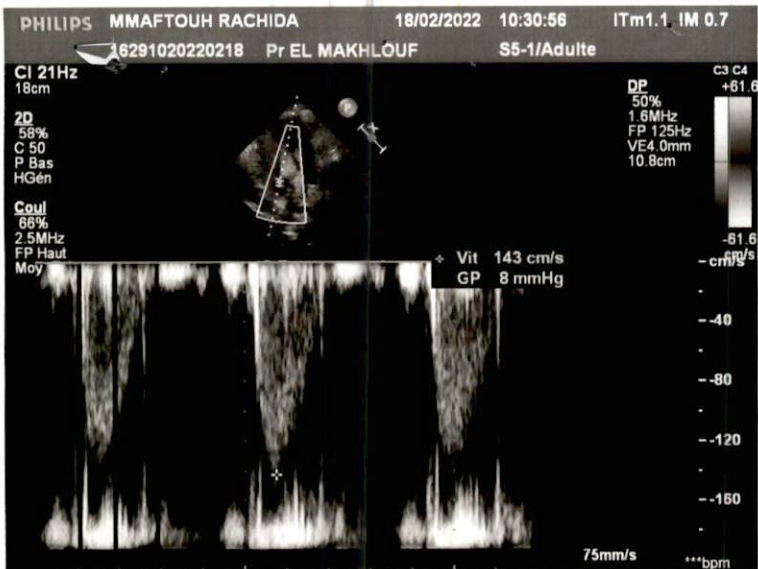 PHILIPS MMAFTOUH RACHIDA 18/02/2022 10:30:56 ITm1.1 IM 0.7
16291020220218 Pr EL MAKHLOUF S5-1/Adulte
CI 21Hz
18cm
2D
58%
C 50
P Bas
HGén
Coul
66%
2.5MHz
FP Haut
Moy
P
DP
50%
1.6MHz
FP 125Hz
VE4.0mm
10.8cm
C3 C4
+61.6
-61.6
cm/s
Vit 143 cm/s
GP 8 mmHg
cm/s
-40
-80
-120
-160
75mm/s
***bpm